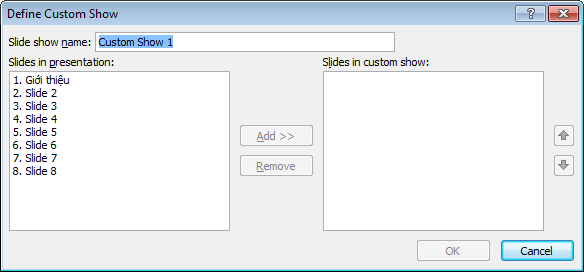 Define Custom Show
Slide show name: Custom Show 1
Slides in presentation:
Slides in custom show:
1. Giới thiệu
2. Slide 2
3. Slide 3
4. Slide 4
5. Slide 5
6. Slide 6
7. Slide 7
8. Slide 8
Add >>
Remove
OK
Cancel